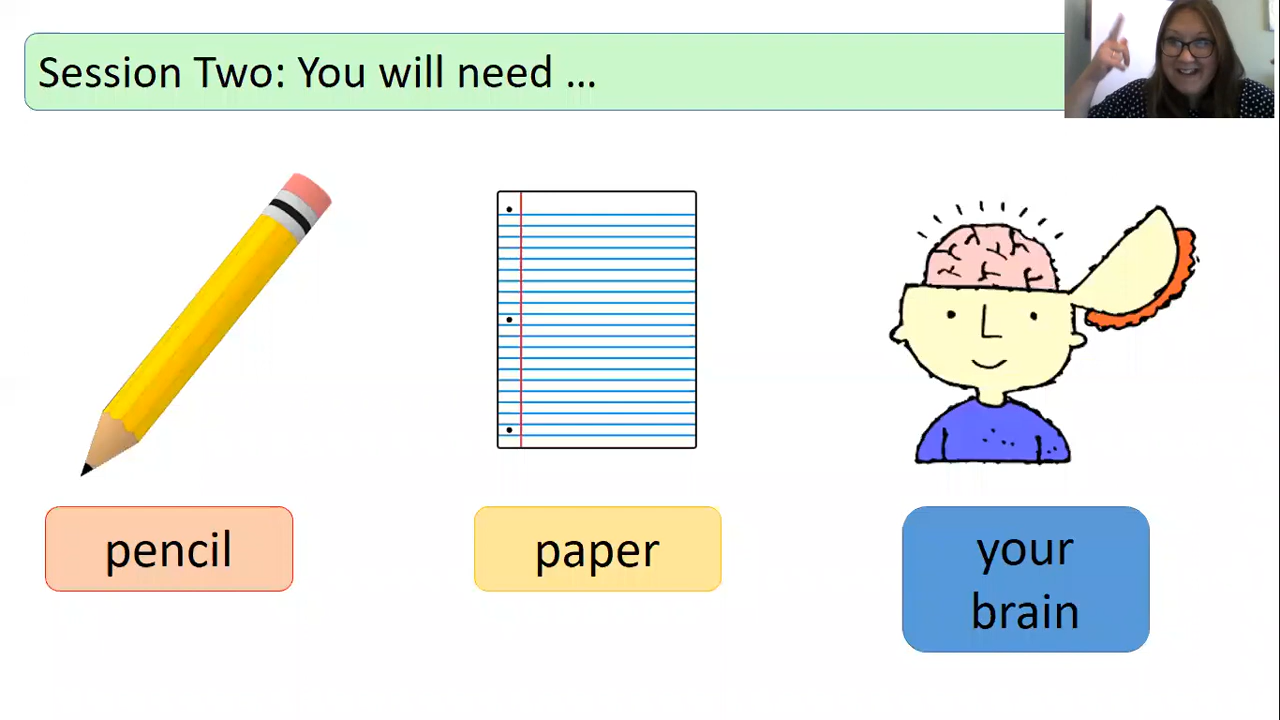 Session Two: You will need …
pencil
paper
your
brain